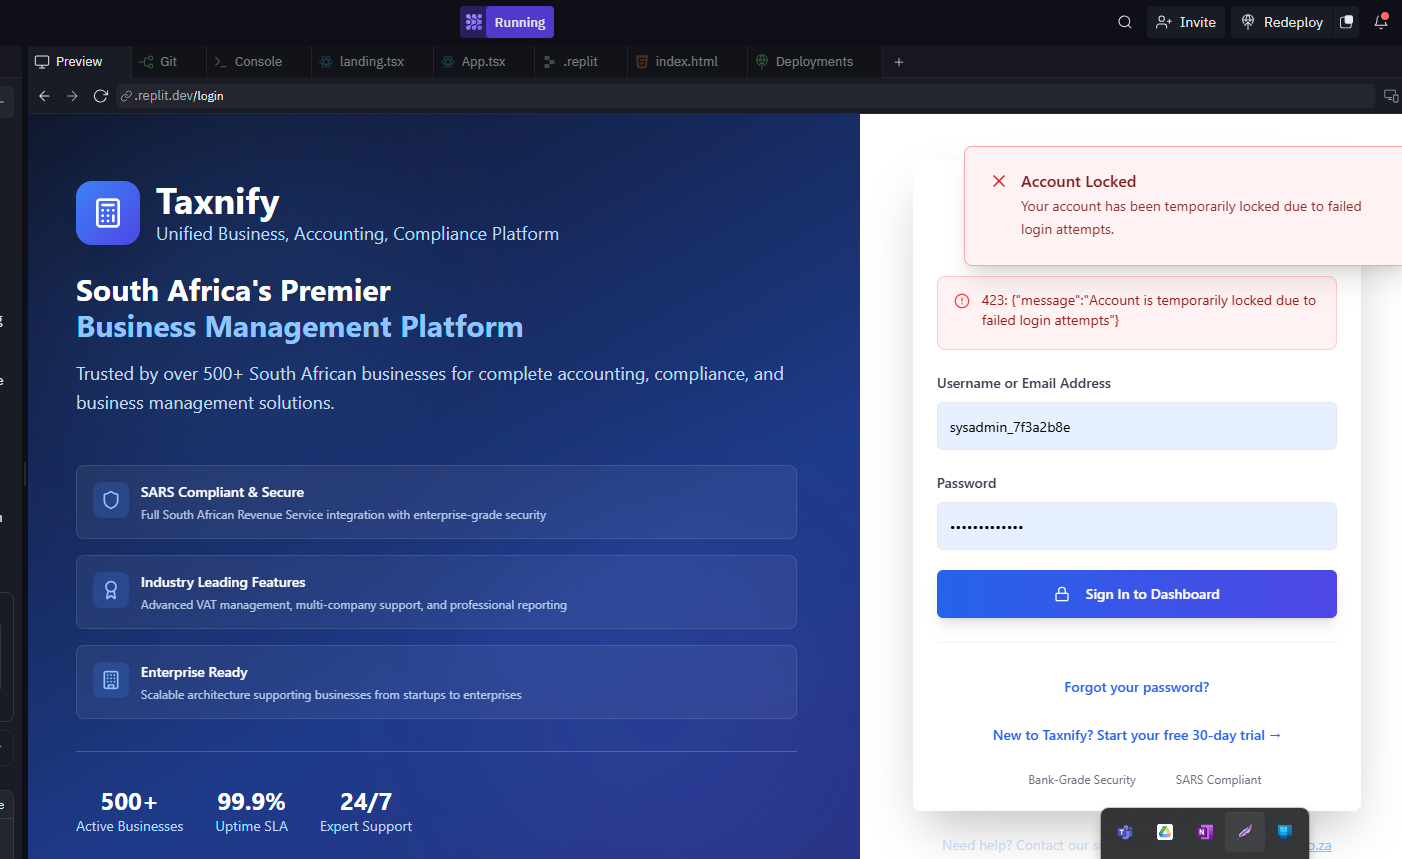 Running
Invite
Redeploy
Preview
Git
Console
landing.tsx
App.tsx
.replit
index.html
Deployments
.replit.dev/login
Taxnify
Unified Business, Accounting, Compliance Platform
South Africa's Premier
Business Management Platform
Trusted by over 500+ South African businesses for complete accounting, compliance, and
business management solutions.
SARS Compliant & Secure
Full South African Revenue Service integration with enterprise-grade security
Industry Leading Features
Advanced VAT management, multi-company support, and professional reporting
Enterprise Ready
Scalable architecture supporting businesses from startups to enterprises
500+
Active Businesses
99.9%
Uptime SLA
24/7
Expert Support
Account Locked
Your account has been temporarily locked due to failed
login attempts.
423: {"message":"Account is temporarily locked due to
failed login attempts"}
Username or Email Address
sysadmin_7f3a2b8e
Password
Sign In to Dashboard
Forgot your password?
New to Taxnify? Start your free 30-day trial →
Bank-Grade Security
SARS Compliant
Need help? Contact our